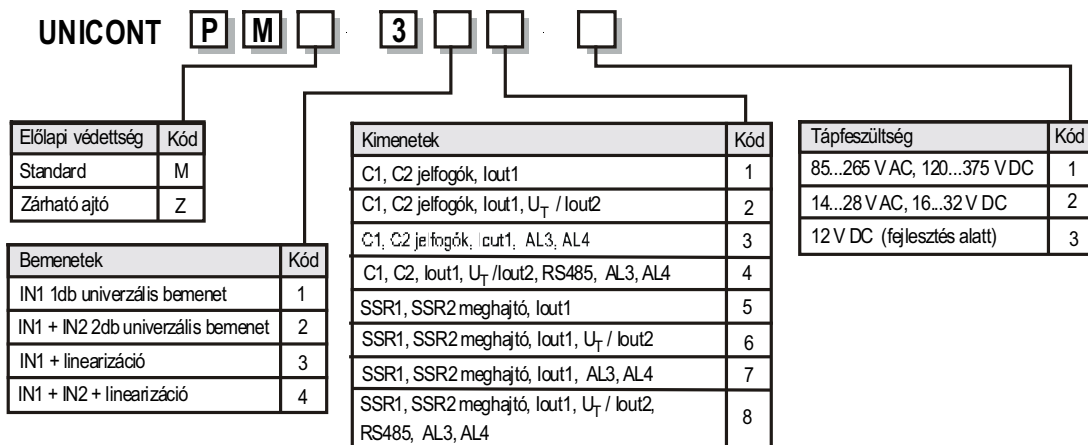 UNICONT P M 3
Előlapi védettség Kód
Standard M
Zárható ajtó Z
Bemenetek Kód
IN1 1db univerzális bemenet 1
IN1 + IN2 2db univerzális bemenet 2
IN1 + linearizáció 3
IN1 + IN2 + linearizáció 4
Kimenetek Kód
C1, C2 jelfogók, Iout1 1
C1, C2 jelfogók, Iout1, UT / Iout2 2
C1, C2 jelfogók, Iout1, AL3, AL4 3
C1, C2, Iout1, UT /Iout2, RS485, AL3, AL4 4
SSR1, SSR2 meghajtó, Iout1 5
SSR1, SSR2 meghajtó, Iout1, UT / Iout2 6
SSR1, SSR2 meghajtó, Iout1, AL3, AL4 7
SSR1, SSR2 meghajtó, Iout1, UT / Iout2, 8
RS485, AL3, AL4
Tápfeszültség Kód
85...265 V AC, 120...375 V DC 1
14...28 V AC, 16...32 V DC 2
12 V DC (fejlesztés alatt) 3